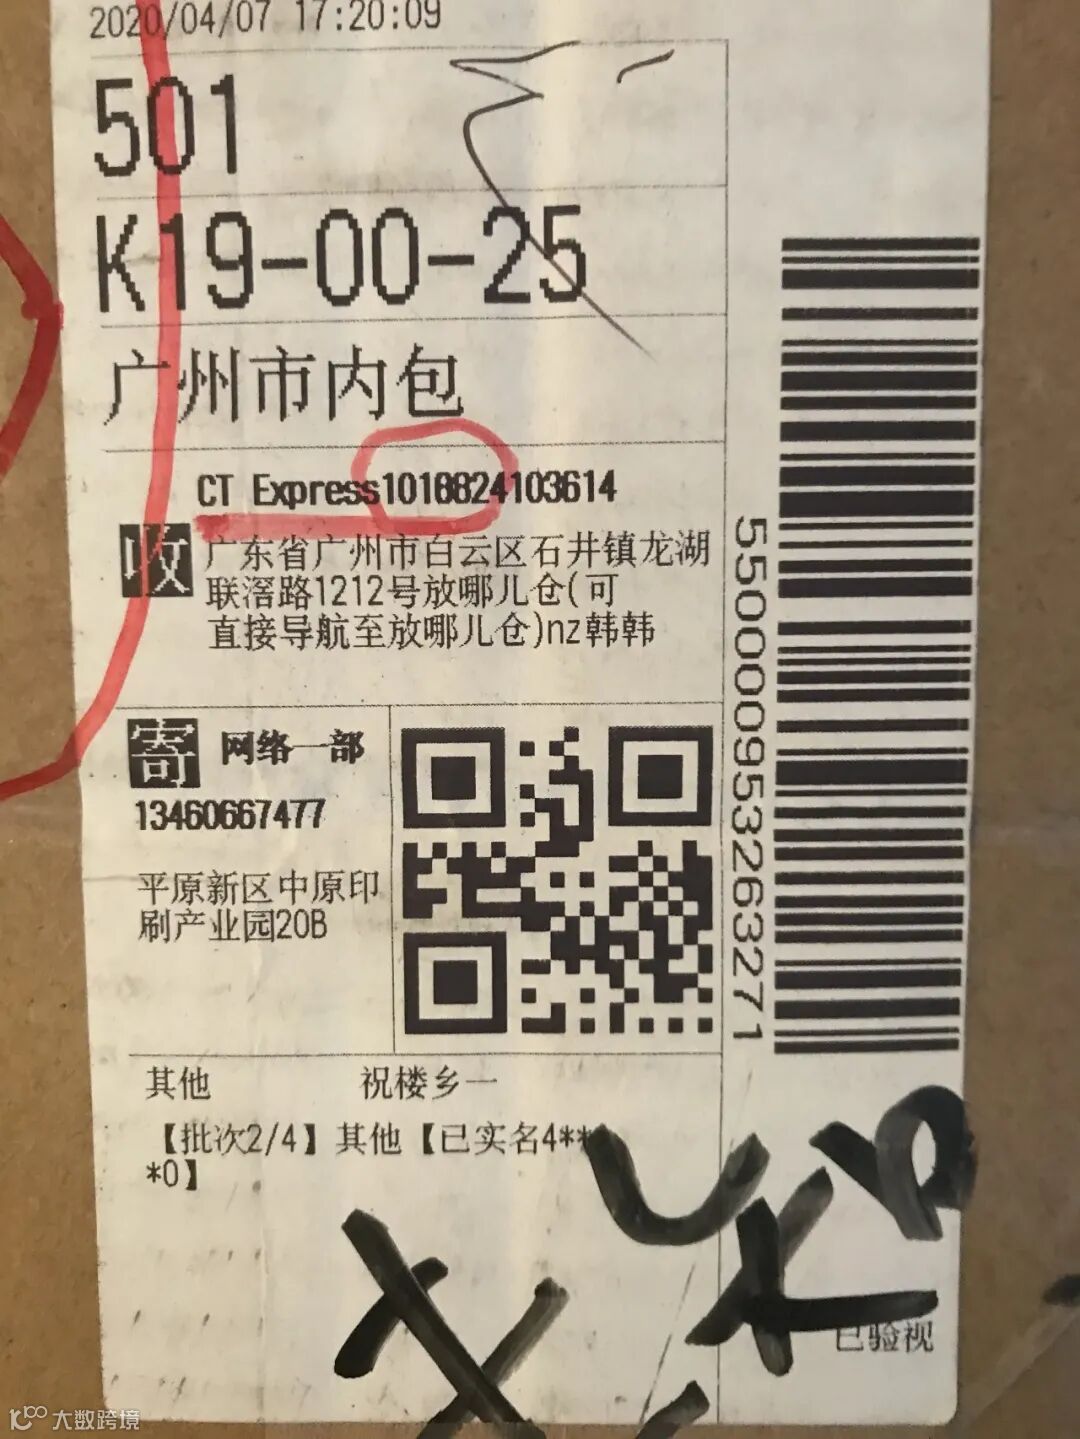 2020/04/07 17:20:09
501
K19-00-25
广州市内包
CT Express
24103614
收
广东省广州市白云区石井镇龙湖
联滘路1212号放哪儿仓(可
直接导航至放哪儿仓)nz韩韩
寄 网络一部
13460667477
平原新区中原印
刷产业园20B
其他 祝楼乡一
【批次2/4】其他【已实名4**
*0】
5500009532632​71
已验视
大数跨境